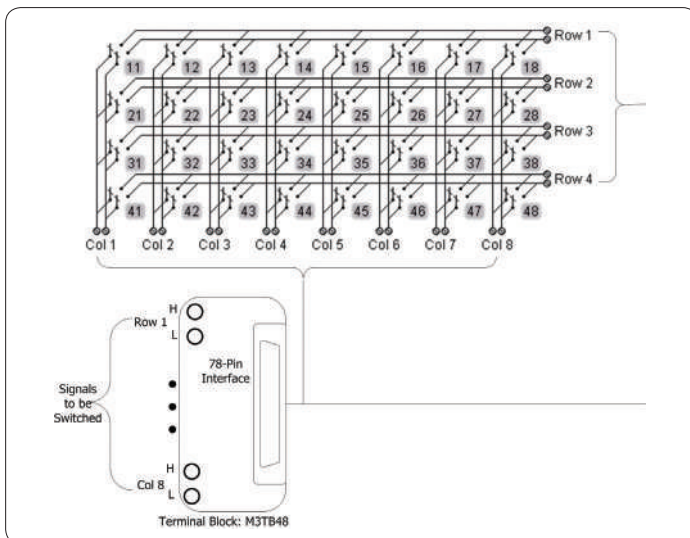 Row 1
11 12 13 14 15 16 17 18
Row 2
21 22 23 24 25 26 27 28
Row 3
31 32 33 34 35 36 37 38
Row 4
41 42 43 44 45 46 47 48
Col 1 Col 2 Col 3 Col 4 Col 5 Col 6 Col 7 Col 8
H
Row 1
L
78-Pin
Interface
Signals
to be
Switched
H
Col 8
L
Terminal Block: M3TB48